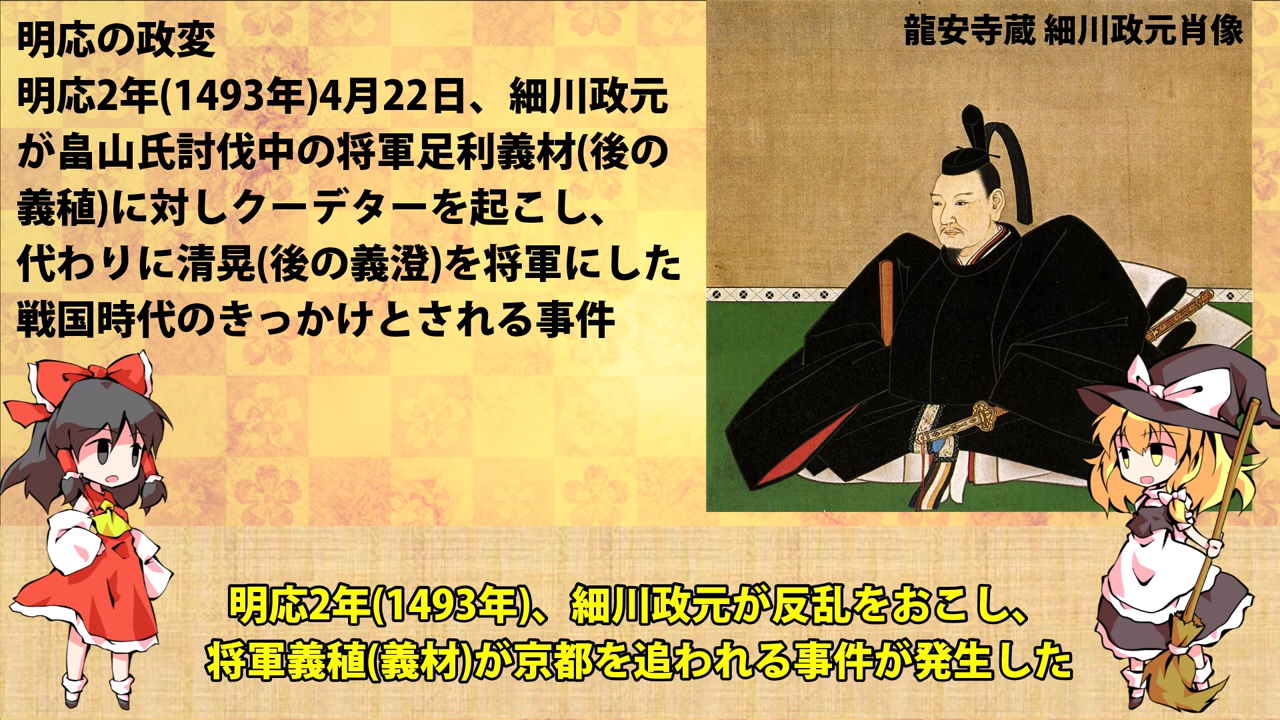 明応の政変
明応2年(1493年)4月22日、細川政元
が畠山氏討伐中の将軍足利義材(後の
義稙)に対しクーデターを起こし、
代わりに清晃(後の義澄)を将軍にした
戦国時代のきっかけとされる事件
龍安寺蔵 細川政元肖像
明応2年(1493年)、細川政元が反乱をおこし、
将軍義稙(義材)が京都を追われる事件が発生した